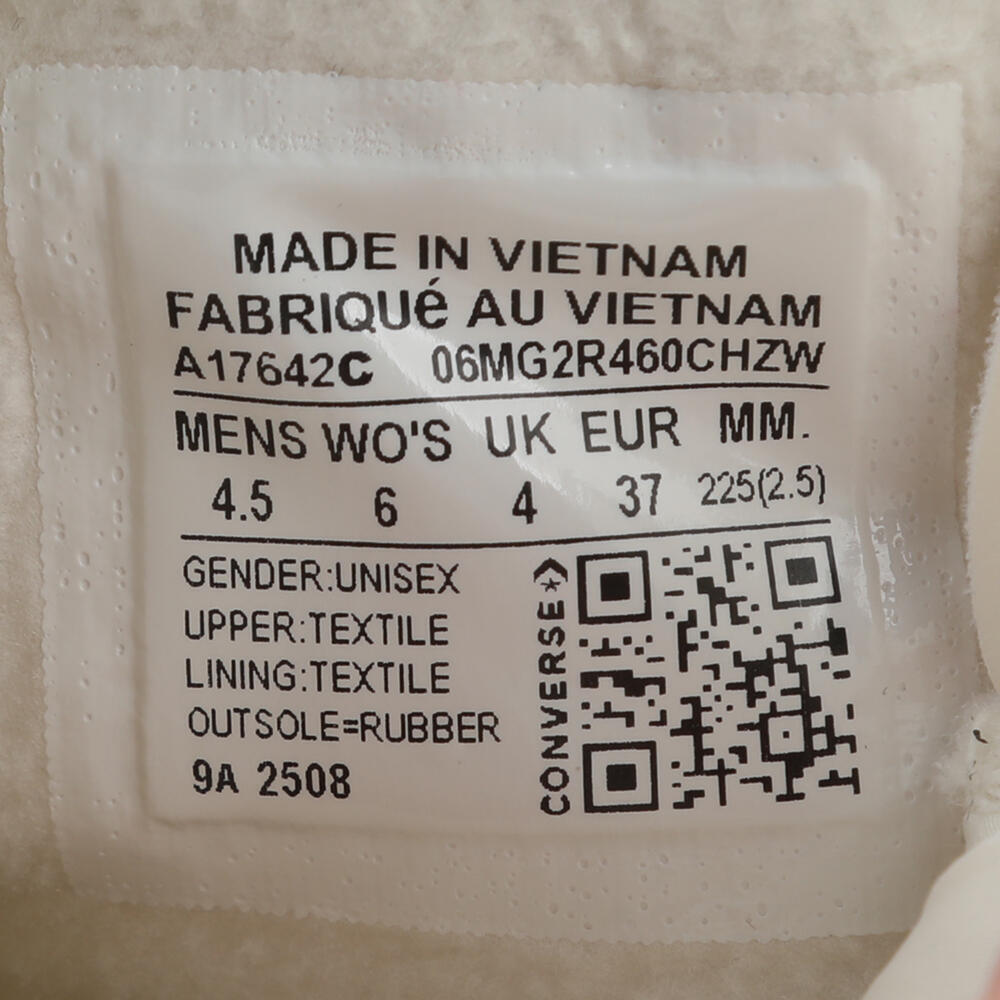 MADE IN VIETNAM
FABRIQUé AU VIETNAM
A17642C 06MG2R460CHZW
MENS WO'S UK EUR MM.
4.5 6 4 37 225(2.5)
GENDER:UNISEX
UPPER:TEXTILE
LINING:TEXTILE
OUTSOLE=RUBBER
9A 2508
CONVERSE